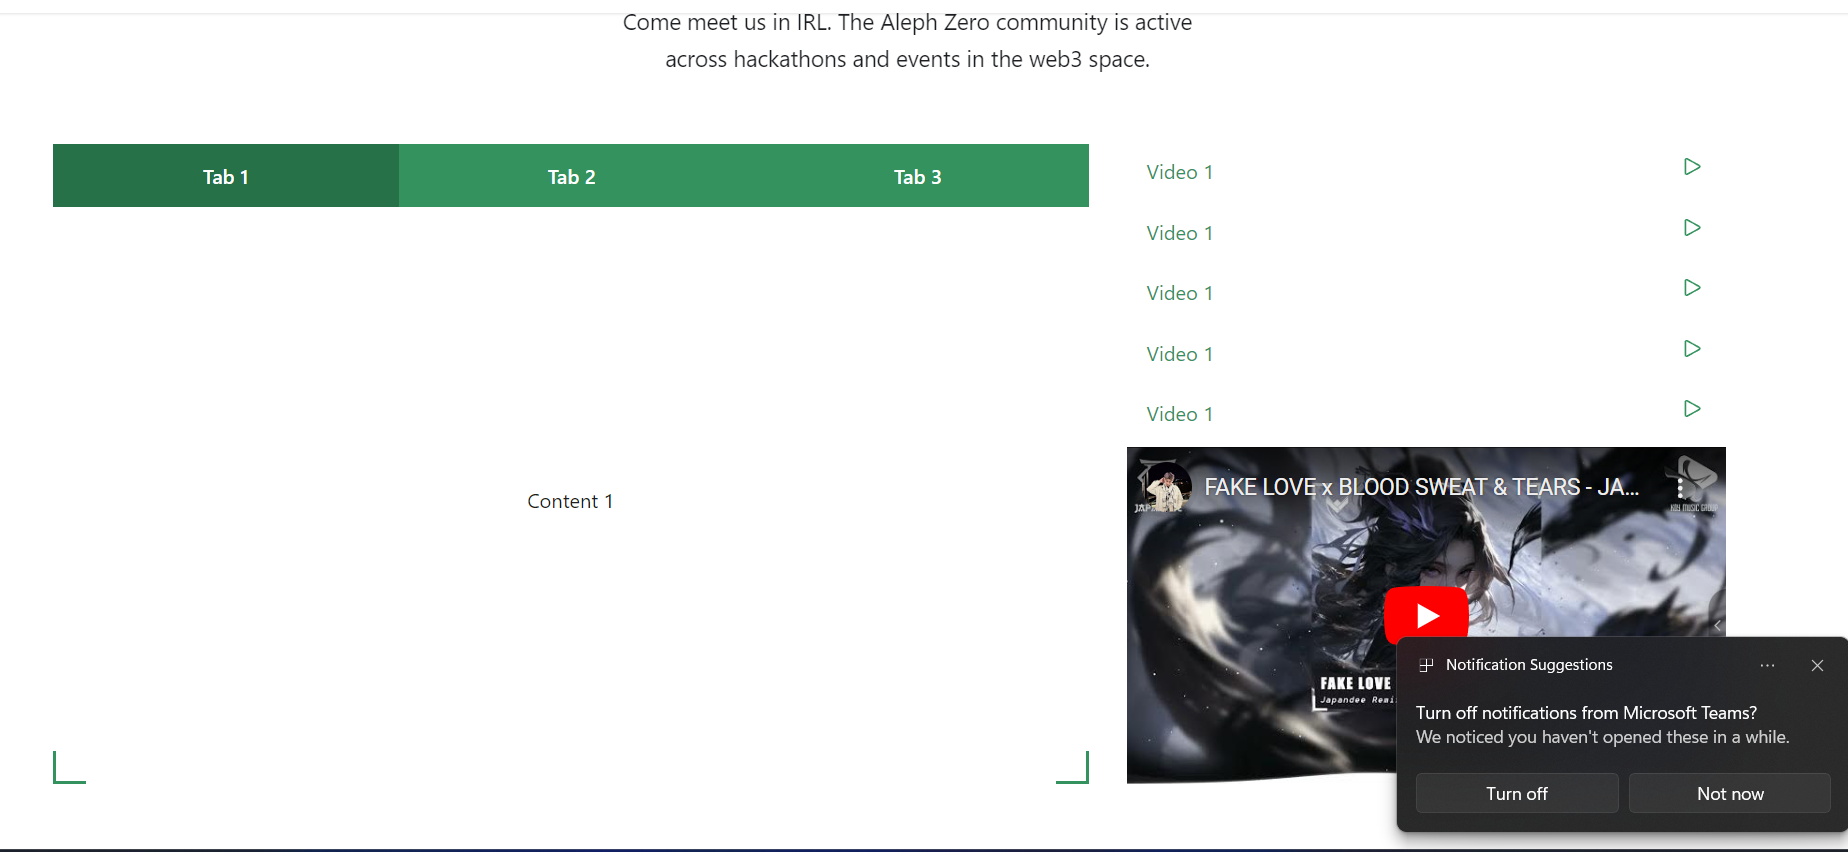 Come meet us in IRL. The Aleph Zero community is active
across hackathons and events in the web3 space.
Tab 1
Tab 2
Tab 3
Content 1
Video 1
Video 1
Video 1
Video 1
Video 1
FAKE LOVE x BLOOD SWEAT & TEARS - JA...
FAKE LOVE
Japandee Remi
Notification Suggestions
Turn off notifications from Microsoft Teams?
We noticed you haven't opened these in a while.
Turn off
Not now